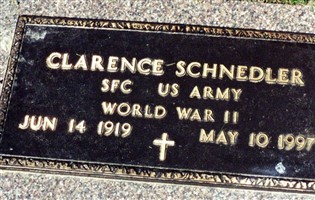 CLARENCE SCHNEDLER
SFC US ARMY
WORLD WAR II
JUN 14 1919 MAY 10 1997